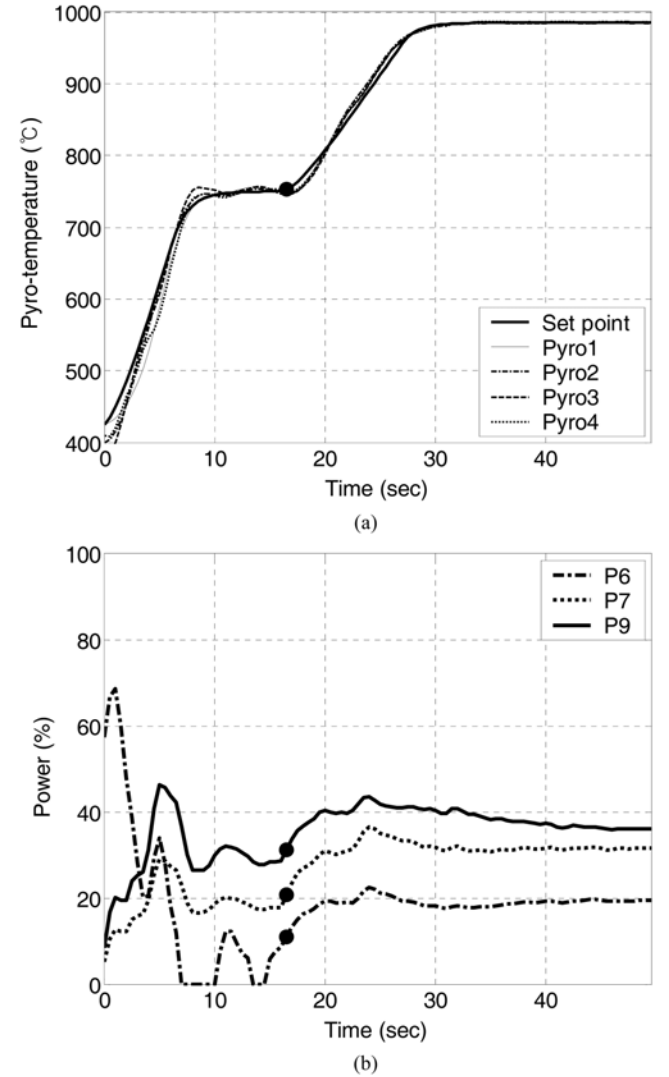 1000
900
800
700
600
500
400
Pyro-temperature (℃)
Set point
Pyro1
Pyro2
Pyro3
Pyro4
0 10 20 30 40
Time (sec)
(a)
100
80
60
40
20
0
Power (%)
P6
P7
P9
0 10 20 30 40
Time (sec)
(b)